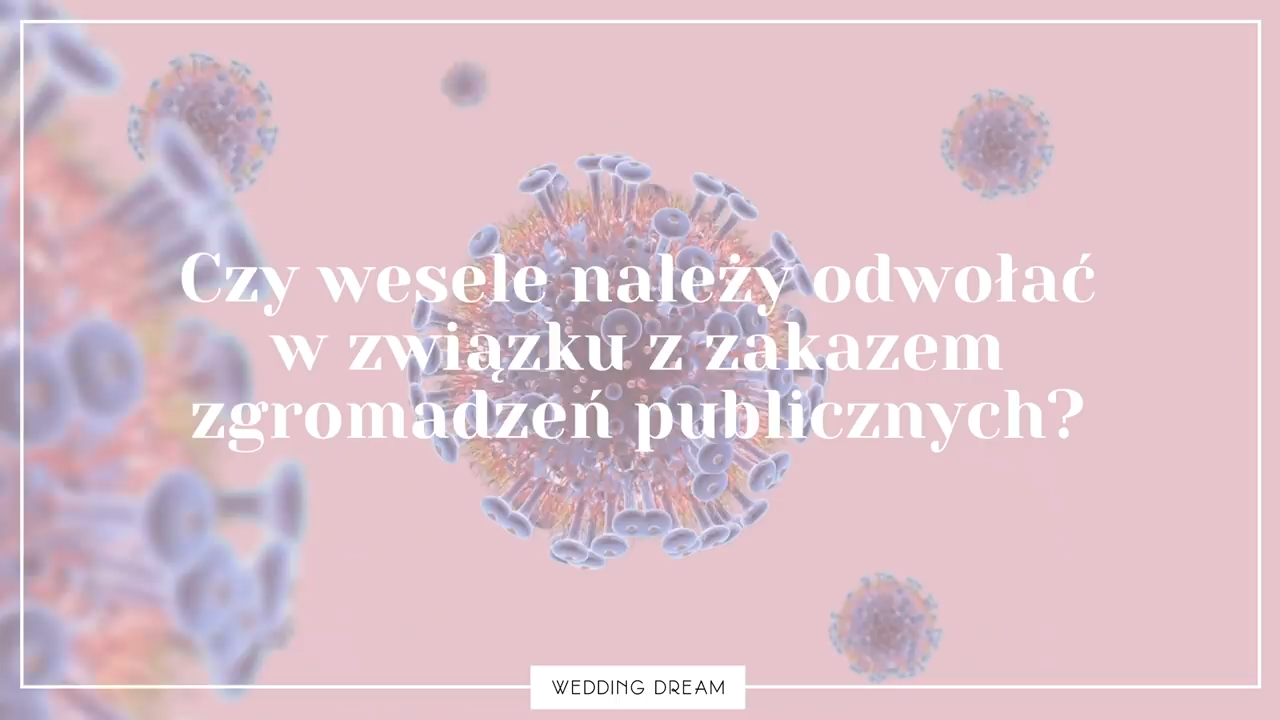 Czy wesele należy odwołać
w związku z zakazem
zgromadzeń publicznych?
WEDDING DREAM